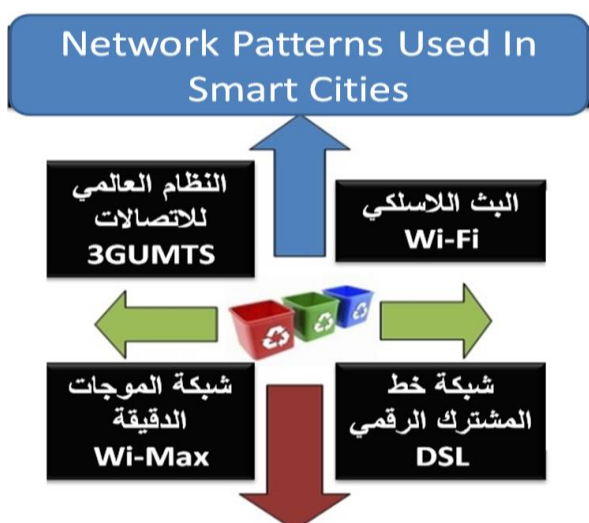 Network Patterns Used In
Smart Cities
النظام العالمي
للاتصالات
3GUMTS
البث اللاسلكي
Wi-Fi
شبكة الموجات
الدقيقة
Wi-Max
شبكة خط
المشترك الرقمي
DSL